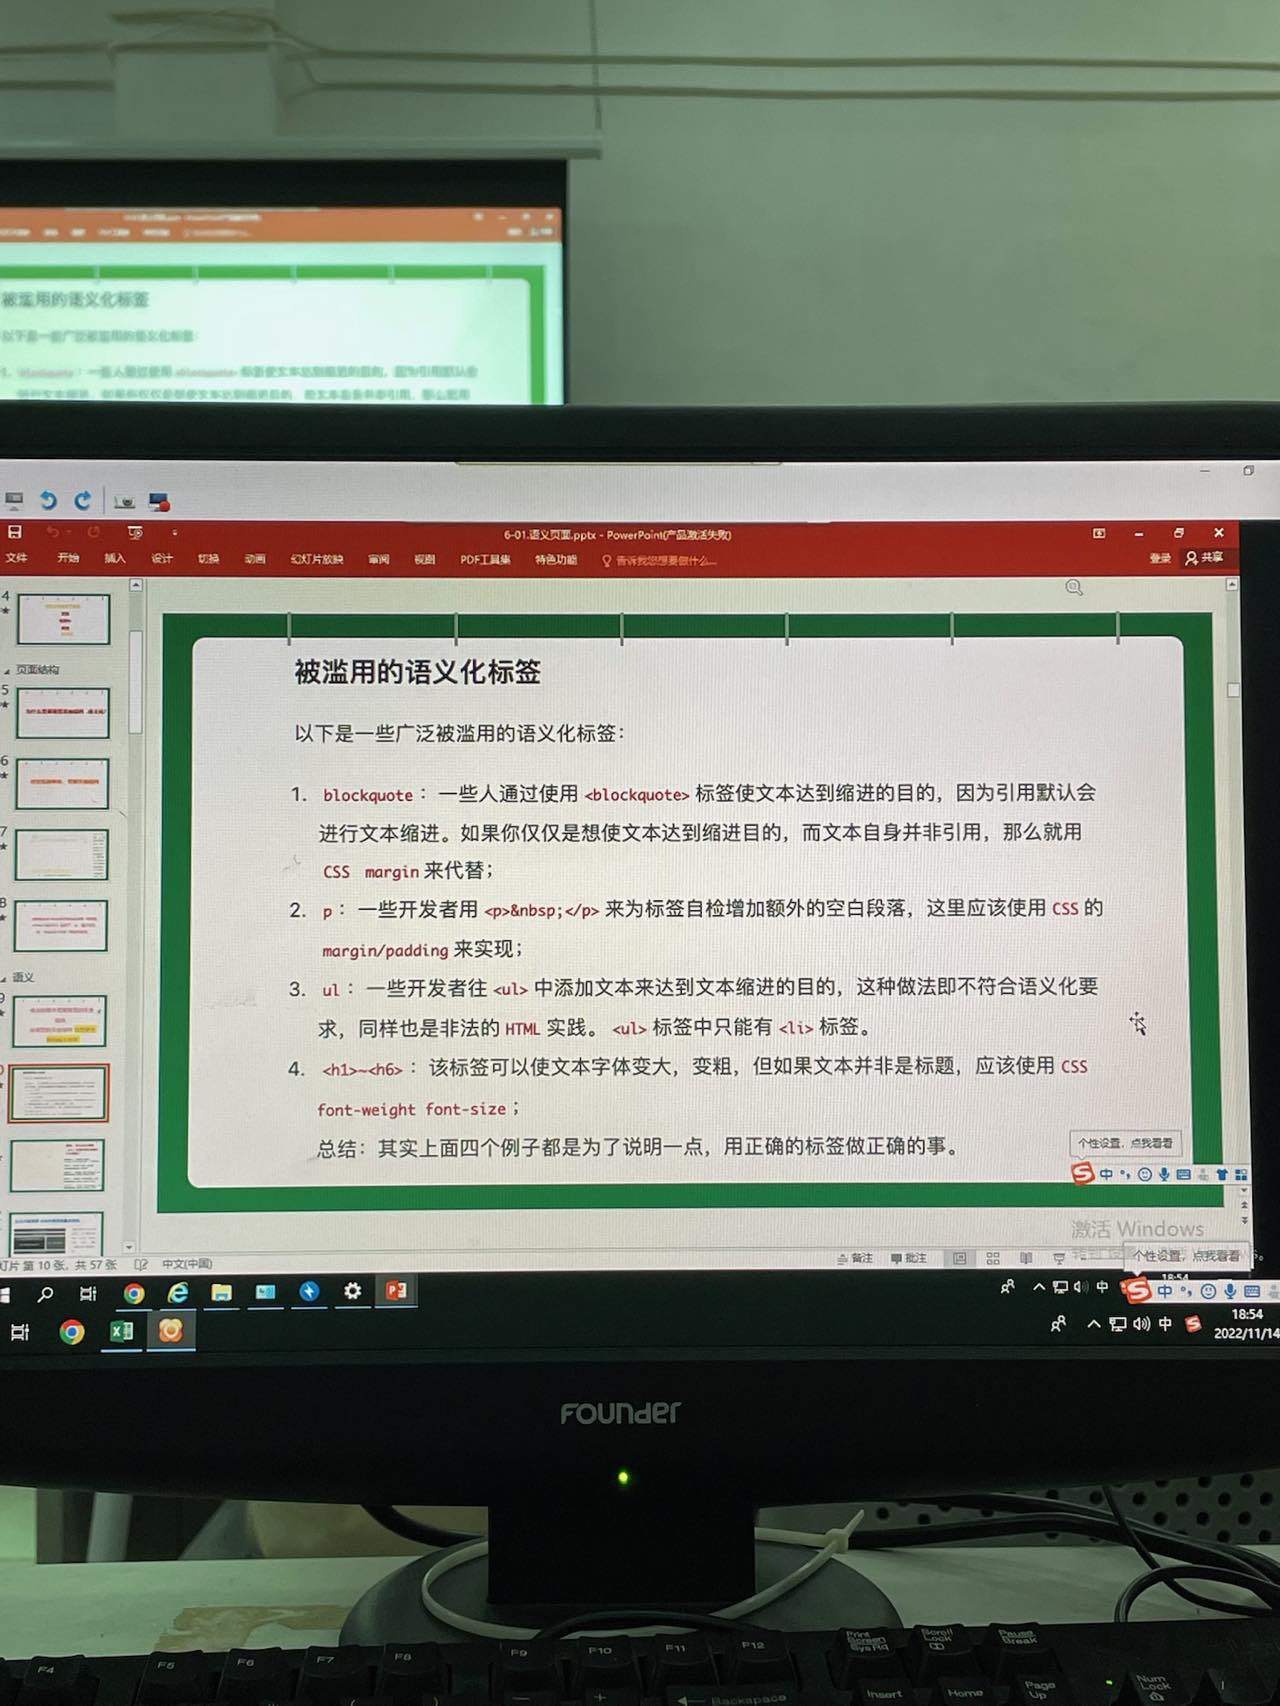 被滥用的语义化标签
以下是一些广泛被滥用的语义化标签：
6-01.语义页面.pptx - PowerPoint(产品激活失败)
文件 开始 插入 设计 切换 动画 幻灯片放映 审阅 视图 PDF工具集 特色功能 告诉我您想要做什么... 登录 共享
4
页面结构
5
6
7
8
语义
9
被滥用的语义化标签
以下是一些广泛被滥用的语义化标签：
1. blockquote： 一些人通过使用 <blockquote> 标签使文本达到缩进的目的，因为引用默认会
进行文本缩进。如果你仅仅是想使文本达到缩进目的，而文本自身并非引用，那么就用
CSS margin 来代替；
2. p： 一些开发者用 <p>&nbsp;</p> 来为标签自检增加额外的空白段落，这里应该使用 CSS 的
margin/padding 来实现；
3. ul： 一些开发者往 <ul> 中添加文本来达到文本缩进的目的，这种做法即不符合语义化要
求，同样也是非法的 HTML 实践。 <ul> 标签中只能有 <li> 标签。
4. <h1>~<h6>： 该标签可以使文本字体变大，变粗，但如果文本并非是标题，应该使用 CSS
font-weight font-size；
总结：其实上面四个例子都是为了说明一点，用正确的标签做正确的事。
个性设置，点我看看
中
激活 Windows
个性设置，点我看看
灯片 第 10 张，共 57 张 中文(中国) 备注 批注
中 中
18:54
中 18:54
2022/11/14
FOUNDER
Print Screen SysRq Scroll Lock Pause Break
F4 F5 F6 F7 F8 F9 F10 F11 F12
Backspace Insert Home Page Up Num Lock